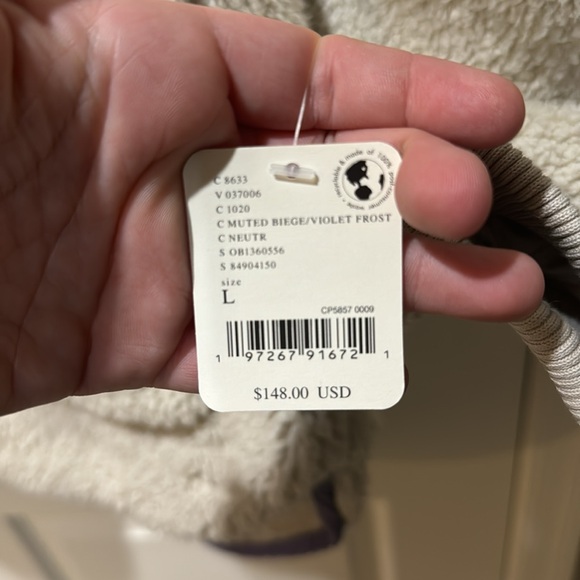 C 8633
V 037006
C 1020
C MUTED BIEGE/VIOLET FROST
C NEUTR
S OB1360556
S 84904150
size
L
CP5857 0009
1 97267 91672 1
$148.00 USD